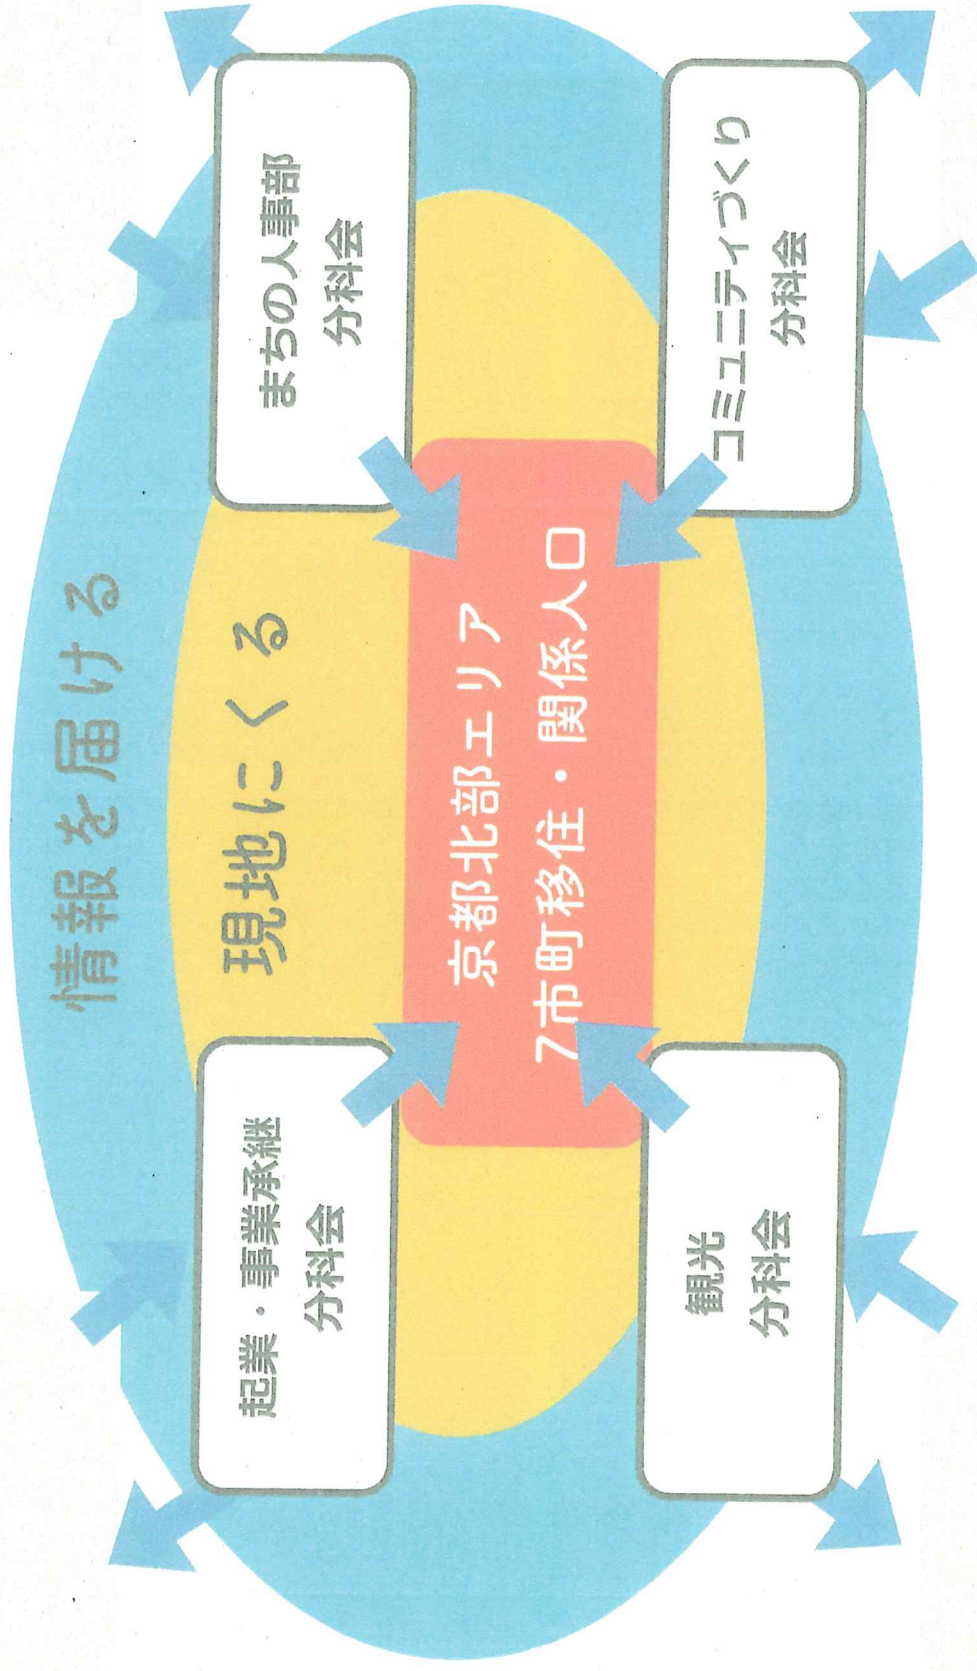 情報を届ける
現地にくる
起業・事業承継
分科会
まちの人事部
分科会
京都北部エリア
7市町移住・関係人口
観光
分科会
コミュニティづくり
分科会